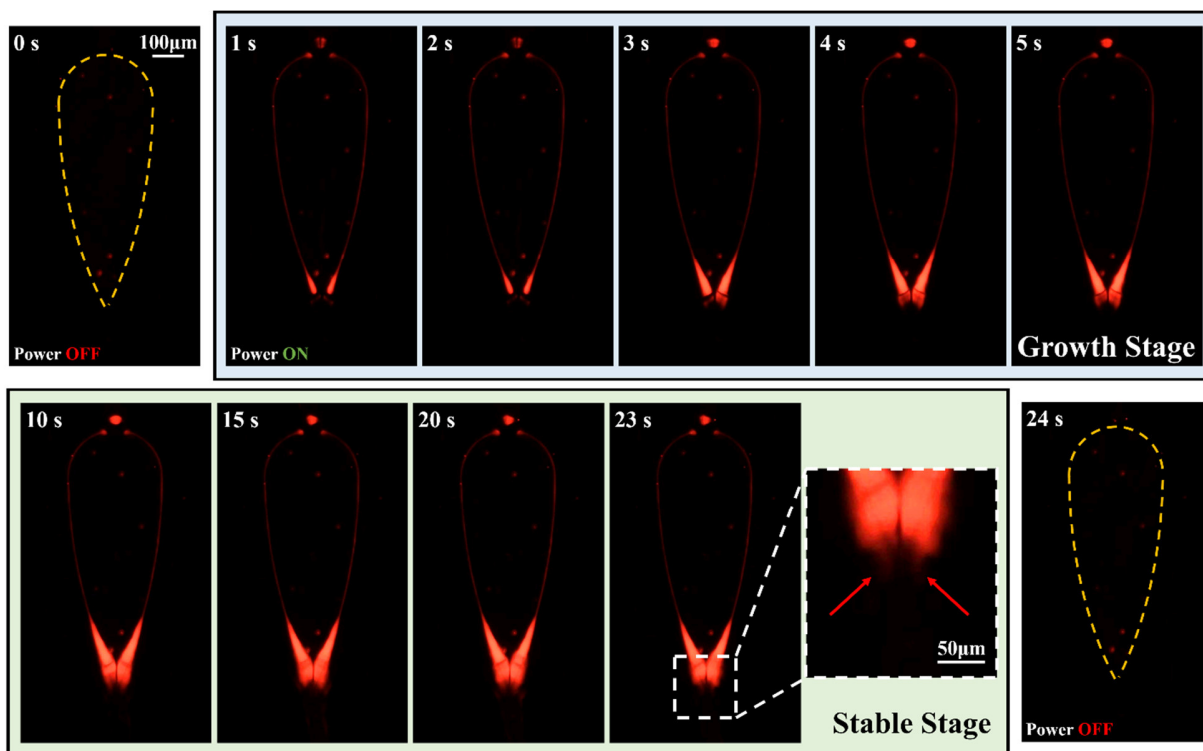 0 s
100μm
Power OFF
1 s
Power ON
2 s
3 s
4 s
5 s
Growth Stage
10 s
15 s
20 s
23 s
50μm
Stable Stage
24 s
Power OFF